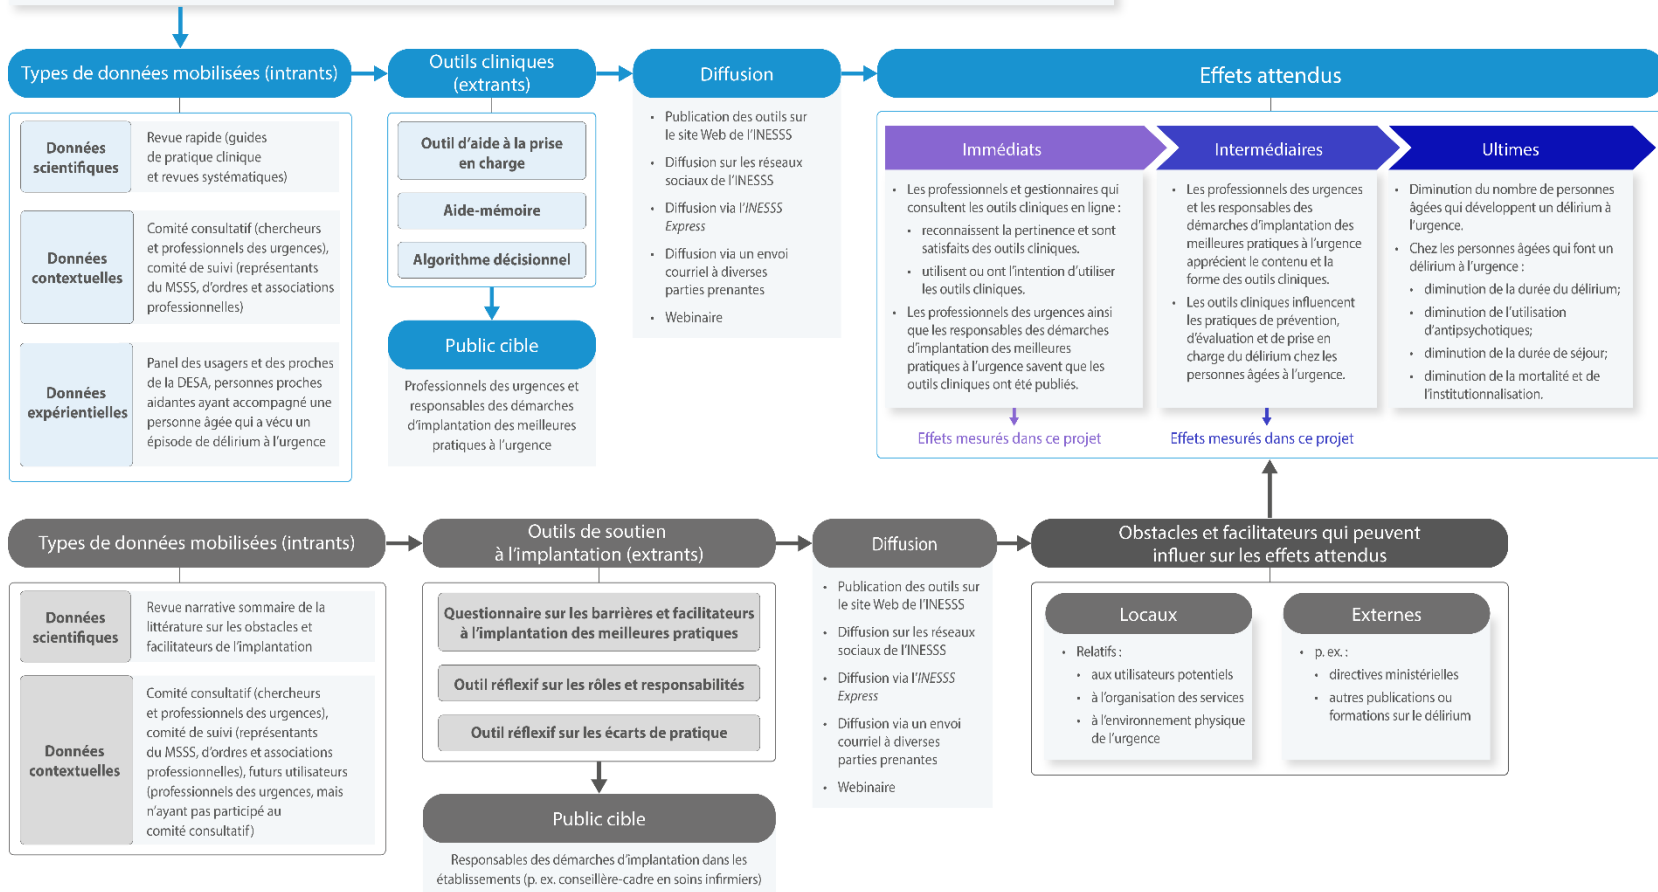 Types de données mobilisées (intrants)
Données
scientifiques
Revue rapide (guides
de pratique clinique
et revues systématiques)
Données
contextuelles
Comité consultatif (chercheurs
et professionnels des urgences),
comité de suivi (représentants
du MSSS, d'ordres et associations
professionnelles)
Données
expérientielles
Panel des usagers et des proches
de la DESA, personnes proches
aidantes ayant accompagné une
personne âgée qui a vécu un
épisode de délirium à l'urgence
Outils cliniques
(extrants)
Outil d'aide à la prise
en charge
Aide-mémoire
Algorithme décisionnel
Public cible
Professionnels des urgences et
responsables des démarches
d'implantation des meilleures
pratiques à l'urgence
Diffusion
• Publication des outils sur
le site Web de l'INESSS
• Diffusion sur les réseaux
sociaux de l'INESSS
• Diffusion via l'INESSS
Express
• Diffusion via un envoi
courriel à diverses
parties prenantes
• Webinaire
Effets attendus
Immédiats
• Les professionnels et gestionnaires qui
consultent les outils cliniques en ligne :
• reconnaissent la pertinence et sont
satisfaits des outils cliniques.
• utilisent ou ont l'intention d'utiliser
les outils cliniques.
• Les professionnels des urgences ainsi
que les responsables des démarches
d'implantation des meilleures
pratiques à l'urgence savent que les
outils cliniques ont été publiés.
Effets mesurés dans ce projet
Intermédiaires
• Les professionnels des urgences
et les responsables des
démarches d'implantation des
meilleures pratiques à l'urgence
apprécient le contenu et la
forme des outils cliniques.
• Les outils cliniques influencent
les pratiques de prévention,
d'évaluation et de prise en
charge du délirium chez les
personnes âgées à l'urgence.
Effets mesurés dans ce projet
Ultimes
• Diminution du nombre de personnes
âgées qui développent un délirium à
l'urgence.
• Chez les personnes âgées qui font un
délirium à l'urgence :
• diminution de la durée du délirium;
• diminution de l'utilisation
d'antipsychotiques;
• diminution de la durée de séjour;
• diminution de la mortalité et de
l'institutionnalisation.
Types de données mobilisées (intrants)
Données
scientifiques
Revue narrative sommaire de la
littérature sur les obstacles et
facilitateurs de l'implantation
Données
contextuelles
Comité consultatif (chercheurs
et professionnels des urgences),
comité de suivi (représentants
du MSSS, d'ordres et associations
professionnelles), futurs utilisateurs
(professionnels des urgences, mais
n'ayant pas participé au
comité consultatif)
Outils de soutien
à l'implantation (extrants)
Questionnaire sur les barrières et facilitateurs
à l'implantation des meilleures pratiques
Outil réflexif sur les rôles et responsabilités
Outil réflexif sur les écarts de pratique
Public cible
Responsables des démarches d'implantation dans les
établissements (p. ex. conseillère-cadre en soins infirmiers)
Diffusion
• Publication des outils sur
le site Web de l'INESSS
• Diffusion sur les réseaux
sociaux de l'INESSS
• Diffusion via l'INESSS
Express
• Diffusion via un envoi
courriel à diverses
parties prenantes
• Webinaire
Obstacles et facilitateurs qui peuvent
influer sur les effets attendus
Locaux
• Relatifs :
• aux utilisateurs potentiels
• à l'organisation des services
• à l'environnement physique
de l'urgence
Externes
• p. ex. :
• directives ministérielles
• autres publications ou
formations sur le délirium